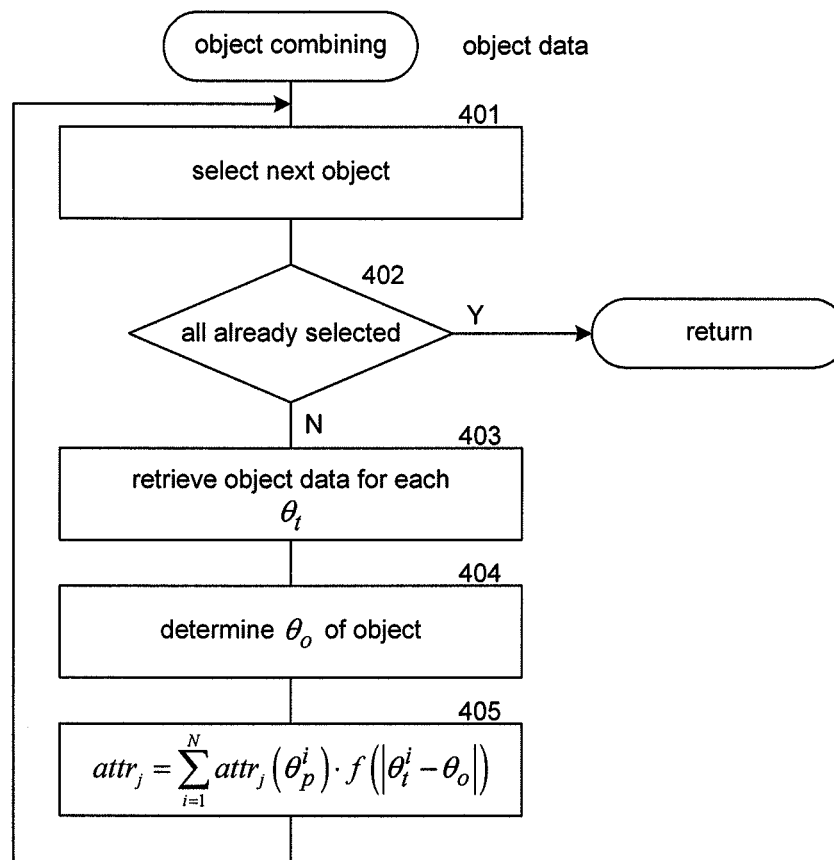 object combining
object data
401
select next object
402
all already selected
Y
return
N
403
retrieve object data for each
θ_t
404
determine θ_o of object
405
attr_j = \sum_{i=1}^{N} attr_j(θ_p^i) · f(|θ_t^i − θ_o|)